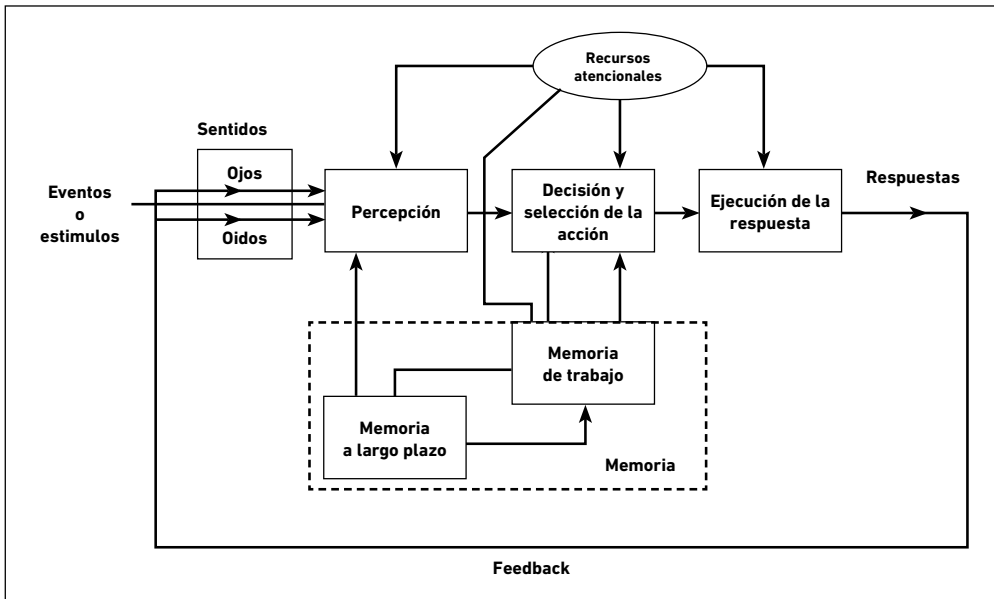 Recursos
atencionales
Sentidos
Ojos
Eventos
o
estimulos
Oidos
Percepción
Decisión y
selección de la
acción
Ejecución de la
respuesta
Respuestas
Memoria
de trabajo
Memoria
a largo plazo
Memoria
Feedback